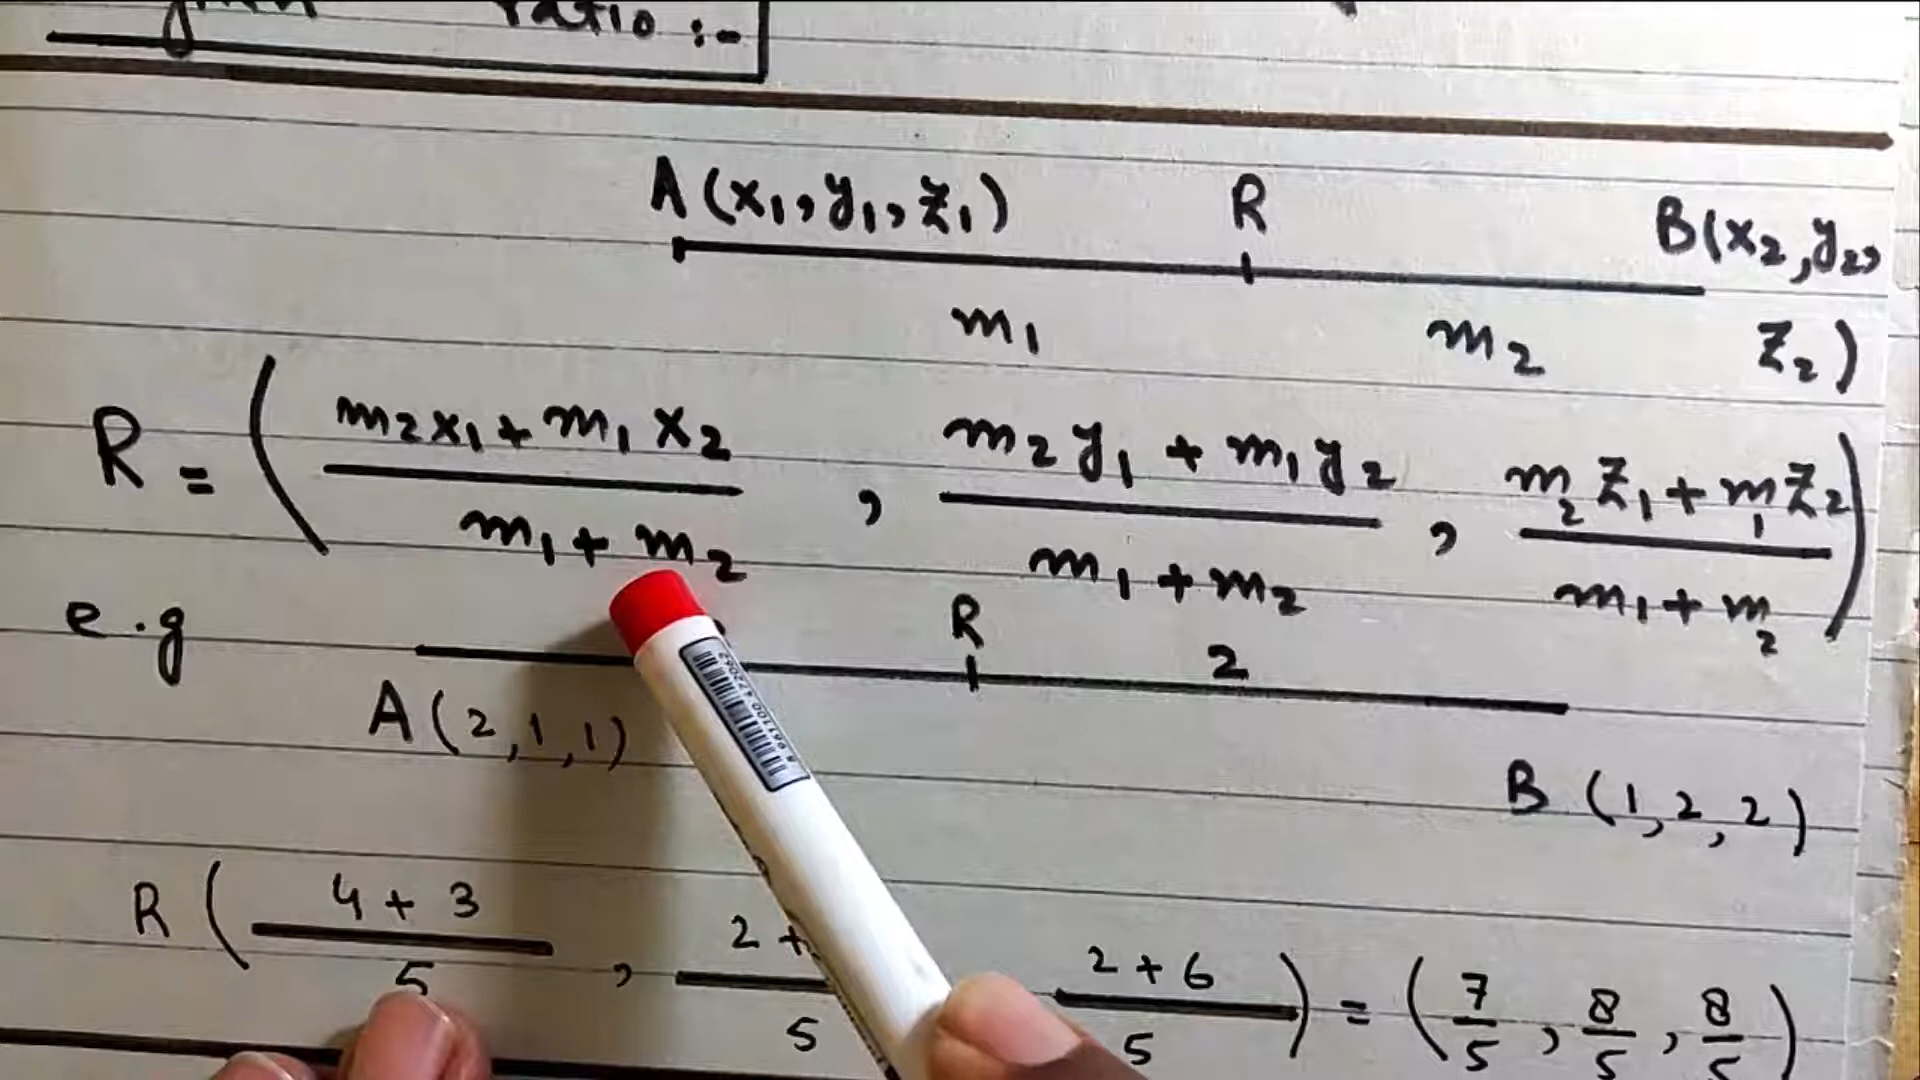 ratio :-
A (x₁, y₁, z₁) R B(x₂, y₂, z₂)
m₁ m₂
R = ( (m₂x₁ + m₁x₂) / (m₁ + m₂) , (m₂y₁ + m₁y₂) / (m₁ + m₂) , (m₂z₁ + m₁z₂) / (m₁ + m₂) )
e.g R 2
A (2, 1, 1) B (1, 2, 2)
R ( (4 + 3) / 5 , 2 + / 5 (2 + 6) / 5 ) = ( 7/5 , 8/5 , 8/5 )